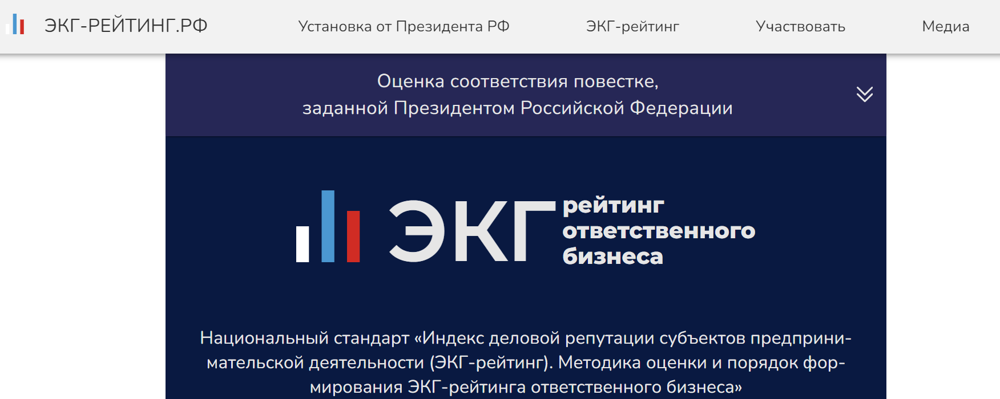 ЭКГ-РЕЙТИНГ.РФ Установка от Президента РФ ЭКГ-рейтинг Участвовать Медиа
Оценка соответствия повестке,
заданной Президентом Российской Федерации
ЭКГ рейтинг
ответственного
бизнеса
Национальный стандарт «Индекс деловой репутации субъектов предприни-
мательской деятельности (ЭКГ-рейтинг). Методика оценки и порядок фор-
мирования ЭКГ-рейтинга ответственного бизнеса»